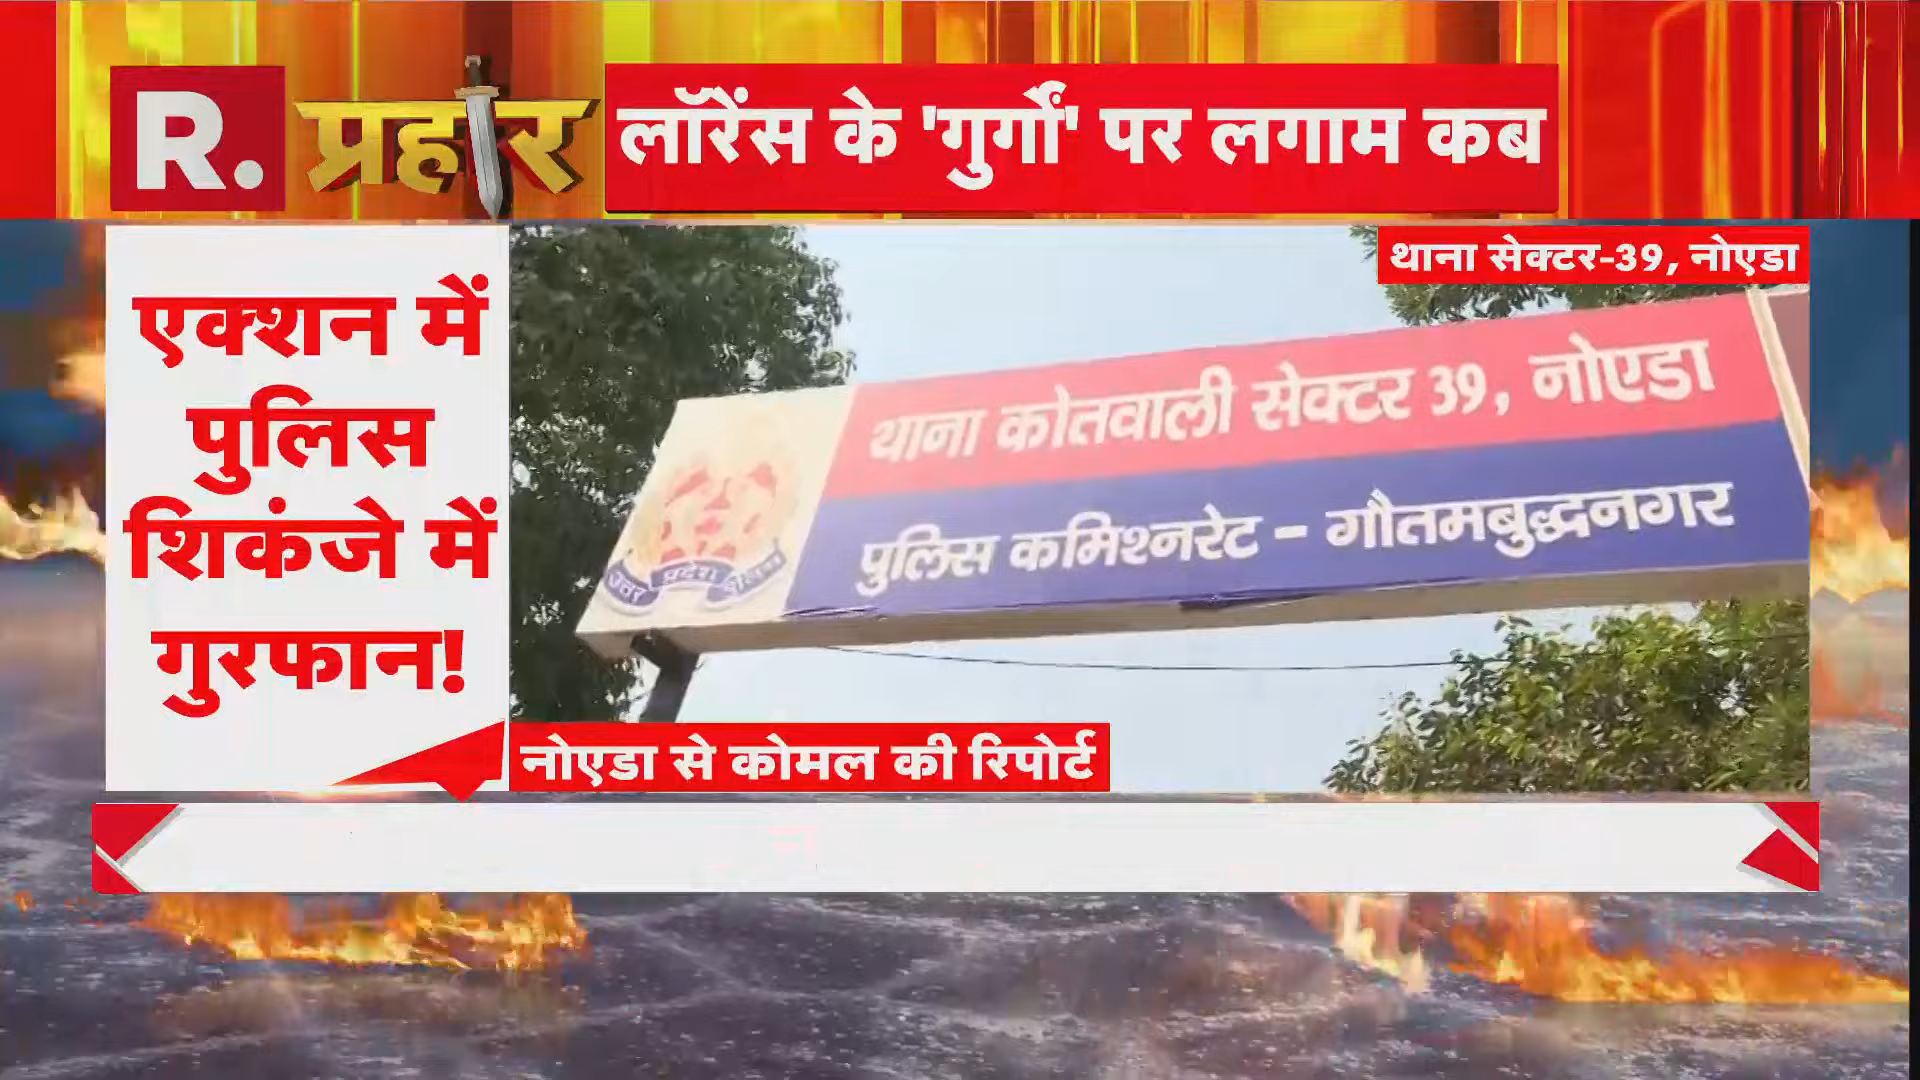 R.
प्रहार
लॉरेंस के 'गुर्गों' पर लगाम कब
थाना सेक्टर-39, नोएडा
एक्शन में
पुलिस
शिकंजे में
गुरफान!
थाना कोतवाली सेक्टर 39, नोएडा
पुलिस कमिश्नरेट - गौतमबुद्धनगर
उत्तर प्रदेश पुलिस
नोएडा से कोमल की रिपोर्ट